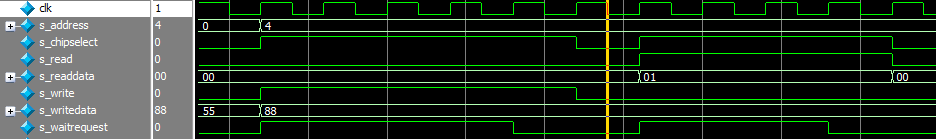 clk 1
s_address 4 0 4
s_chipselect 0
s_read 0
s_readdata 00 00 01 00
s_write 0
s_writedata 88 55 88
s_waitrequest 0